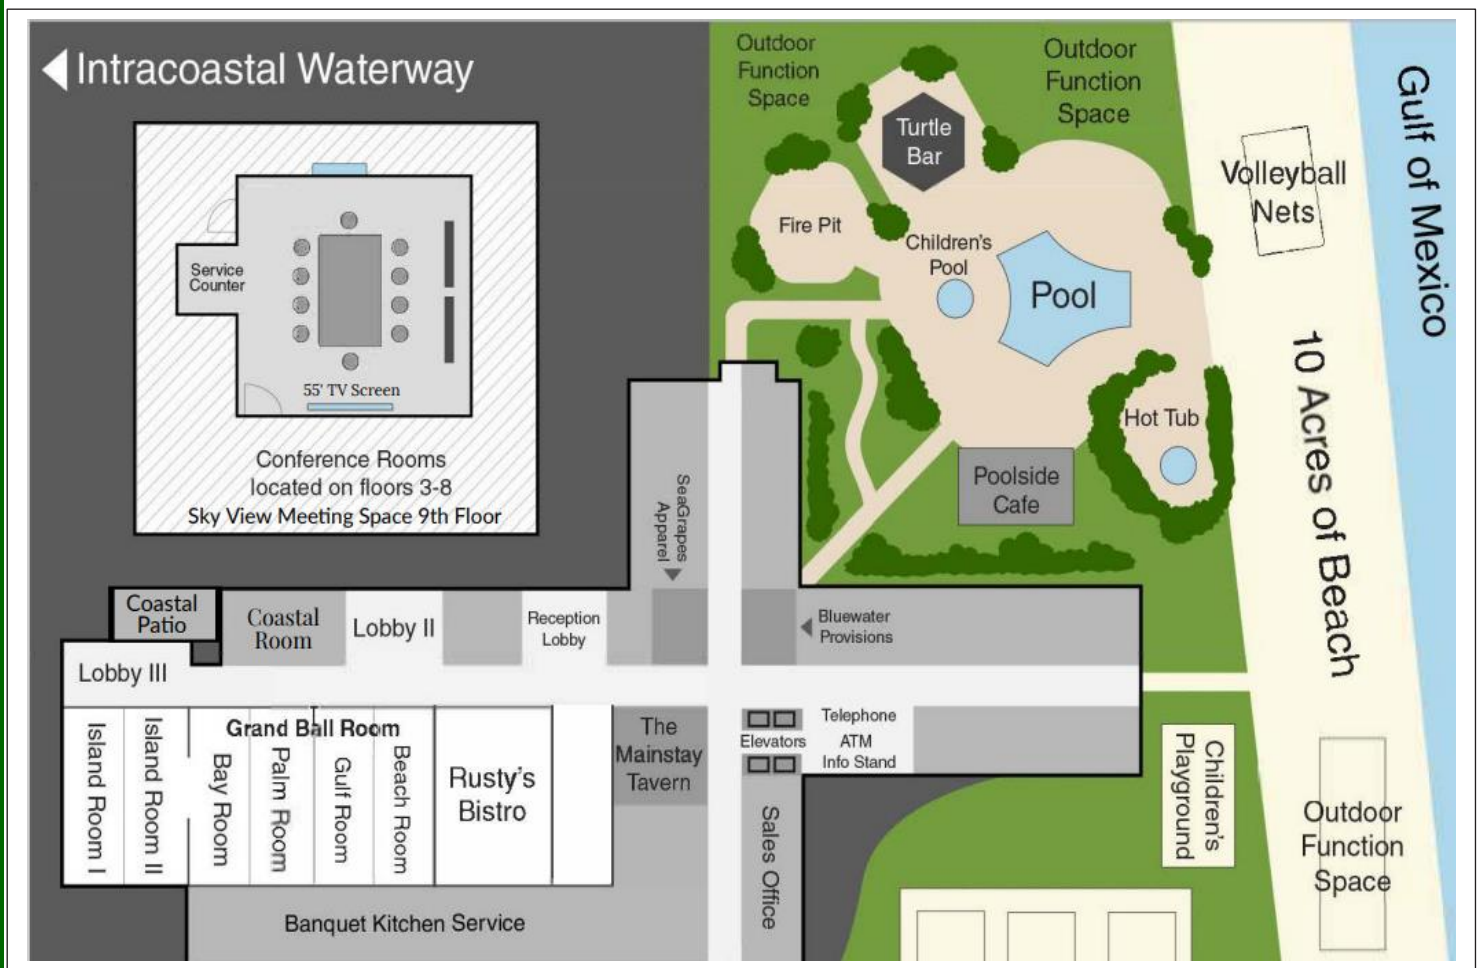 Intracoastal Waterway
Outdoor
Function
Space
Outdoor
Function
Space
Turtle
Bar
Volleyball
Nets
Gulf of Mexico
Fire Pit
Children's
Pool
Pool
Service
Counter
55' TV Screen
Conference Rooms
located on floors 3-8
Sky View Meeting Space 9th Floor
10 Acres of Beach
Hot Tub
Poolside
Cafe
SeaGrapes
Apparel
Coastal
Patio
Coastal
Room
Lobby II
Reception
Lobby
Bluewater
Provisions
Lobby III
Grand Ball Room
Island Room I
Island Room II
Bay Room
Palm Room
Gulf Room
Beach Room
Rusty's
Bistro
The
Mainstay
Tavern
Elevators
Telephone
ATM
Info Stand
Sales Office
Children's
Playground
Outdoor
Function
Space
Banquet Kitchen Service